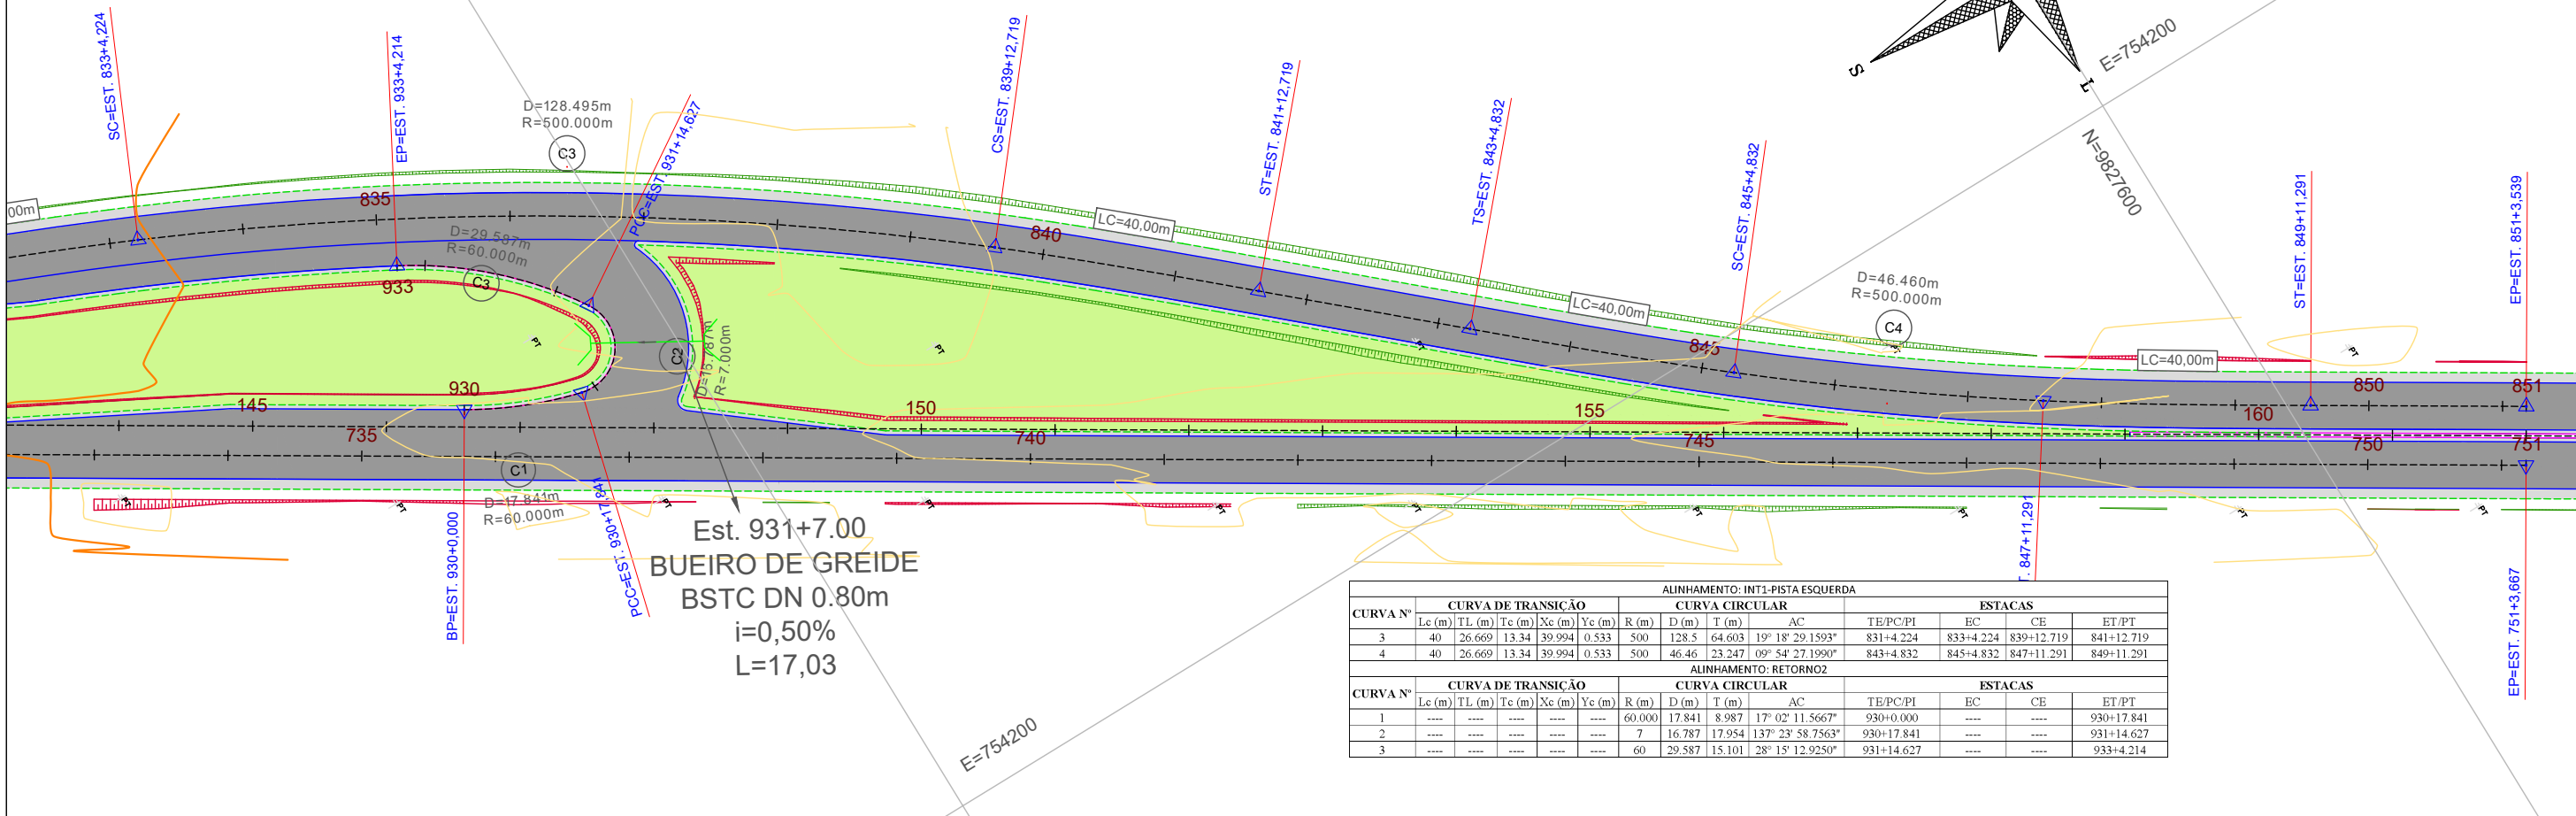 SC=EST. 833+4,224
EP=EST. 933+4,214
D=128.495m
R=500.000m
C3
PCC=EST. 931+14,627
CS=EST. 839+12,719
ST=EST. 841+12,719
TS=EST. 843+4,832
SC=EST. 845+4,832
S
L
E=754200
N=9827600
ST=EST. 849+11,291
EP=EST. 851+3,539
00m
835
D=29.587m
R=60.000m
C3
933
840
LC=40,00m
LC=40,00m
D=46.460m
R=500.000m
C4
845
LC=40,00m
850
851
PT
PT
PT
PT
PT
C2
R=7.000m
930
145
150
155
160
735
740
745
750
751
C1
D=17.841m
R=60.000m
PT
PT
PT
PT
PT
PT
PT
PT
PT
PT
BP=EST. 930+0,000
PCC=EST. 930+17,841
T. 847+11,291
EP=EST. 751+3,667
Est. 931+7.00
BUEIRO DE GREIDE
BSTC DN 0.80m
i=0,50%
L=17,03
E=754200
ALINHAMENTO: INT1-PISTA ESQUERDA
CURVA Nº CURVA DE TRANSIÇÃO CURVA CIRCULAR ESTACAS
Lc (m) TL (m) Tc (m) Xc (m) Yc (m) R (m) D (m) T (m) AC TE/PC/PI EC CE ET/PT
3 40 26.669 13.34 39.994 0.533 500 128.5 64.603 19° 18' 29.1593" 831+4.224 833+4.224 839+12.719 841+12.719
4 40 26.669 13.34 39.994 0.533 500 46.46 23.247 09° 54' 27.1990" 843+4.832 845+4.832 847+11.291 849+11.291
ALINHAMENTO: RETORNO2
CURVA Nº CURVA DE TRANSIÇÃO CURVA CIRCULAR ESTACAS
Lc (m) TL (m) Tc (m) Xc (m) Yc (m) R (m) D (m) T (m) AC TE/PC/PI EC CE ET/PT
1 ---- ---- ---- ---- ---- 60.000 17.841 8.987 17° 02' 11.5667" 930+0.000 ---- ---- 930+17.841
2 ---- ---- ---- ---- ---- 7 16.787 17.954 137° 23' 58.7563" 930+17.841 ---- ---- 931+14.627
3 ---- ---- ---- ---- ---- 60 29.587 15.101 28° 15' 12.9250" 931+14.627 ---- ---- 933+4.214